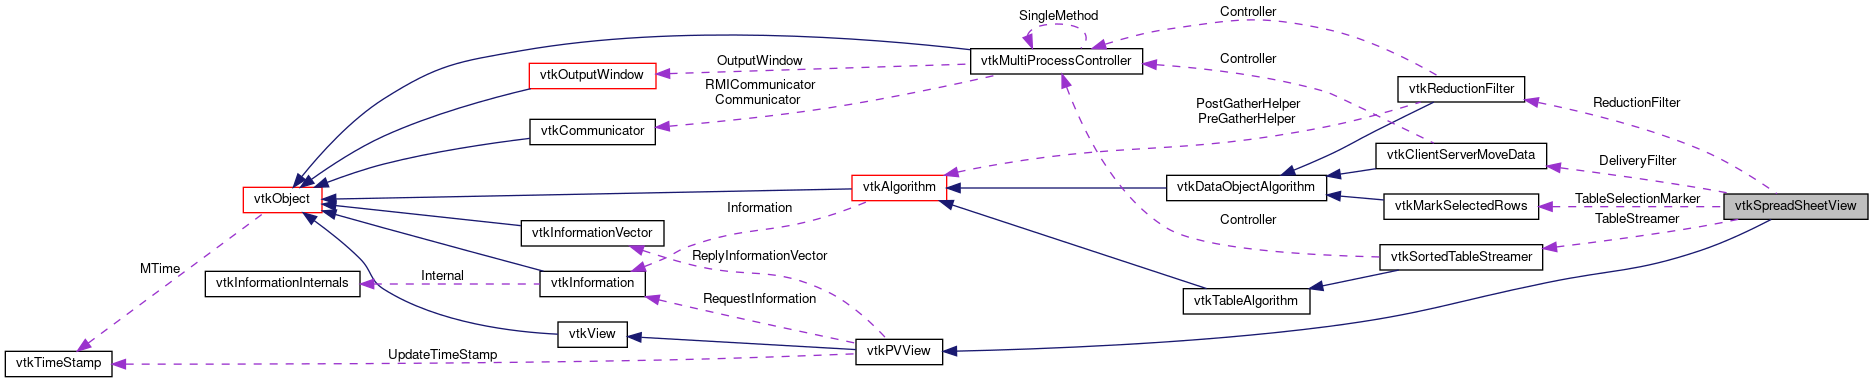 Controller
SingleMethod
vtkMultiProcessController
OutputWindow
vtkOutputWindow
Controller
RMICommunicator
Communicator
vtkReductionFilter
ReductionFilter
PostGatherHelper
PreGatherHelper
vtkCommunicator
vtkClientServerMoveData
DeliveryFilter
vtkAlgorithm
vtkDataObjectAlgorithm
vtkObject
TableSelectionMarker
vtkMarkSelectedRows
vtkSpreadSheetView
Information
Controller
TableStreamer
vtkInformationVector
ReplyInformationVector
vtkSortedTableStreamer
MTime
Internal
vtkInformationInternals
vtkInformation
RequestInformation
vtkTableAlgorithm
vtkView
vtkPVView
UpdateTimeStamp
vtkTimeStamp